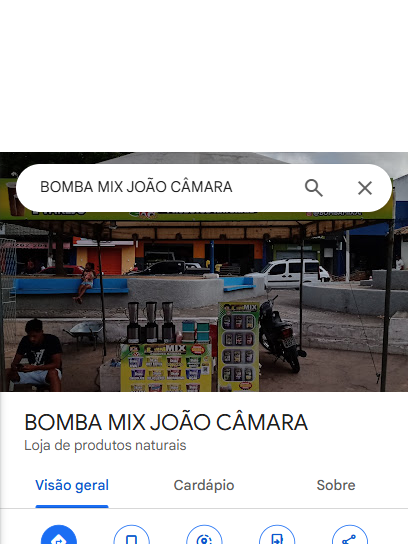 BOMBA MIX JOÃO CÂMARA
MIX
MIX
BOMBA MIX JOÃO CÂMARA
Loja de produtos naturais
Visão geral
Cardápio
Sobre